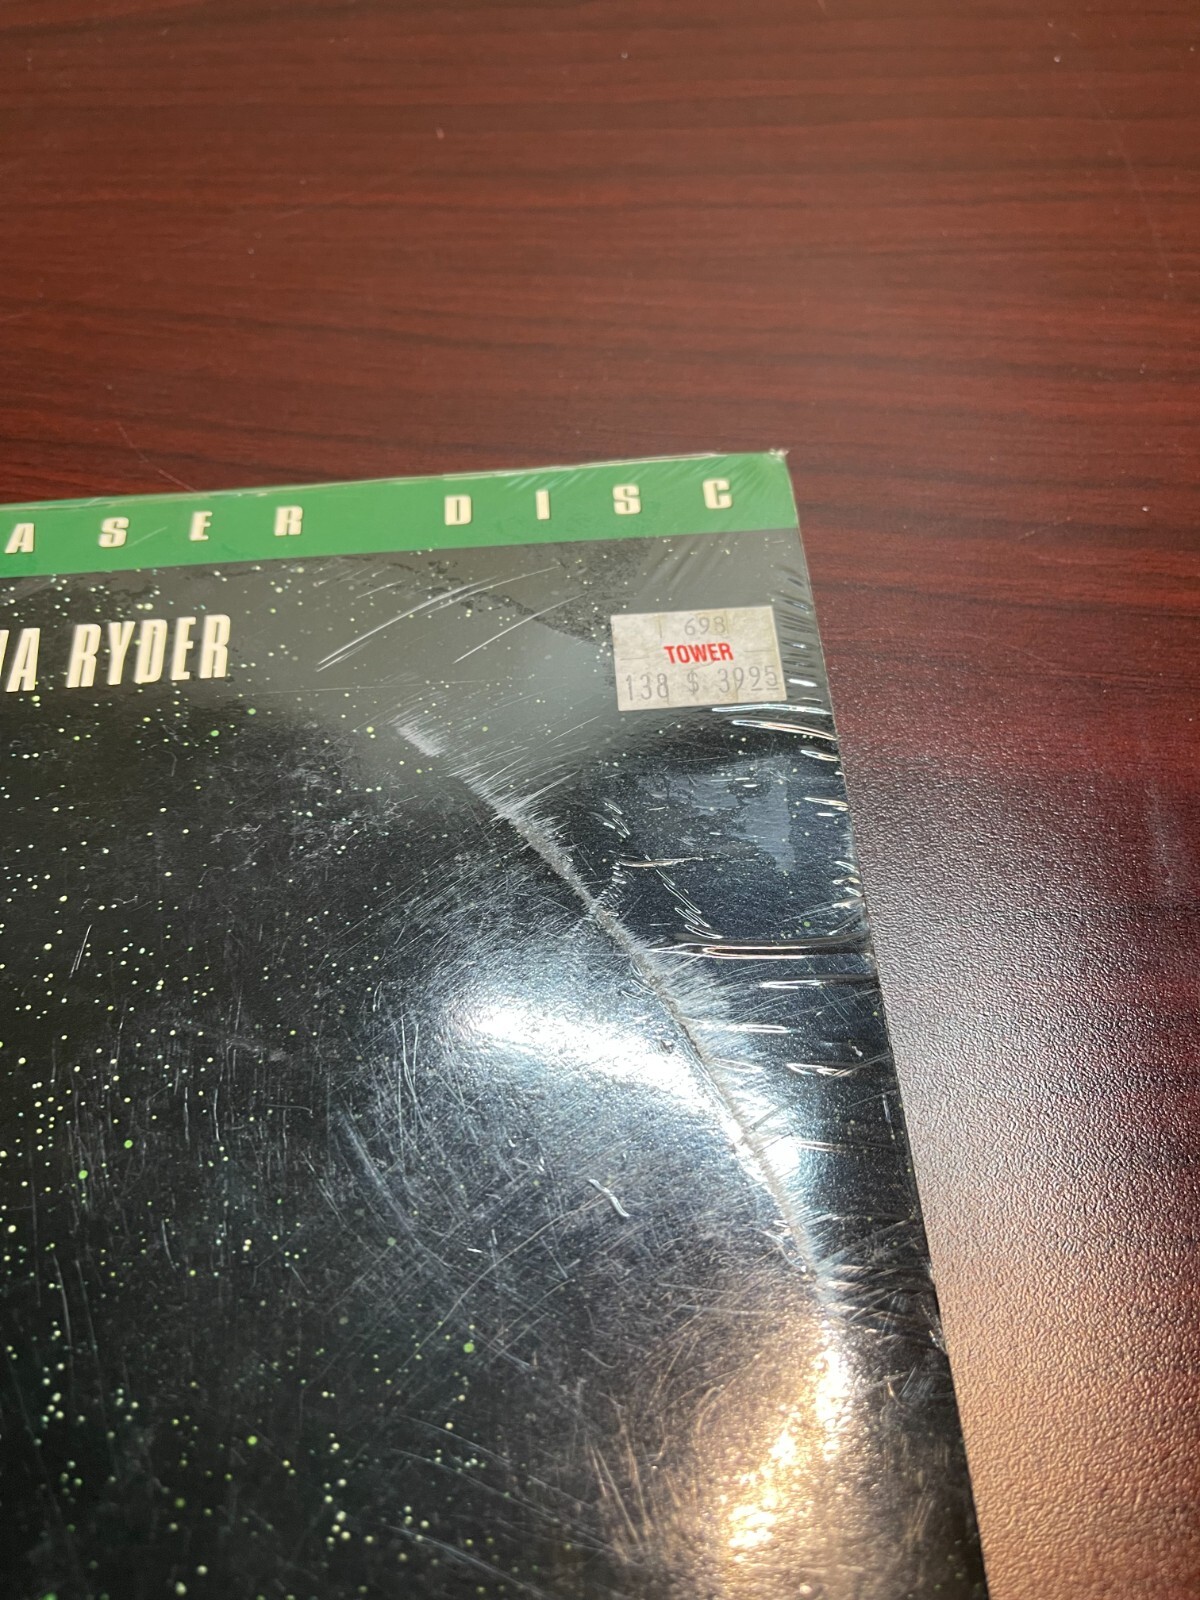 ASER DISC
IA RYDER
698
TOWER
138 $ 3995